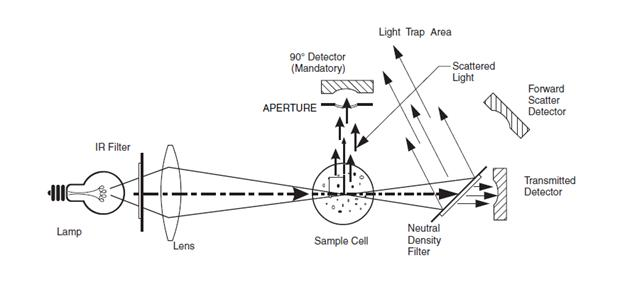 Light Trap Area
90° Detector
(Mandatory)
Scattered
Light
APERTURE
Forward
Scatter
Detector
IR Filter
Transmitted
Detector
Lamp
Lens
Sample Cell
Neutral
Density
Filter